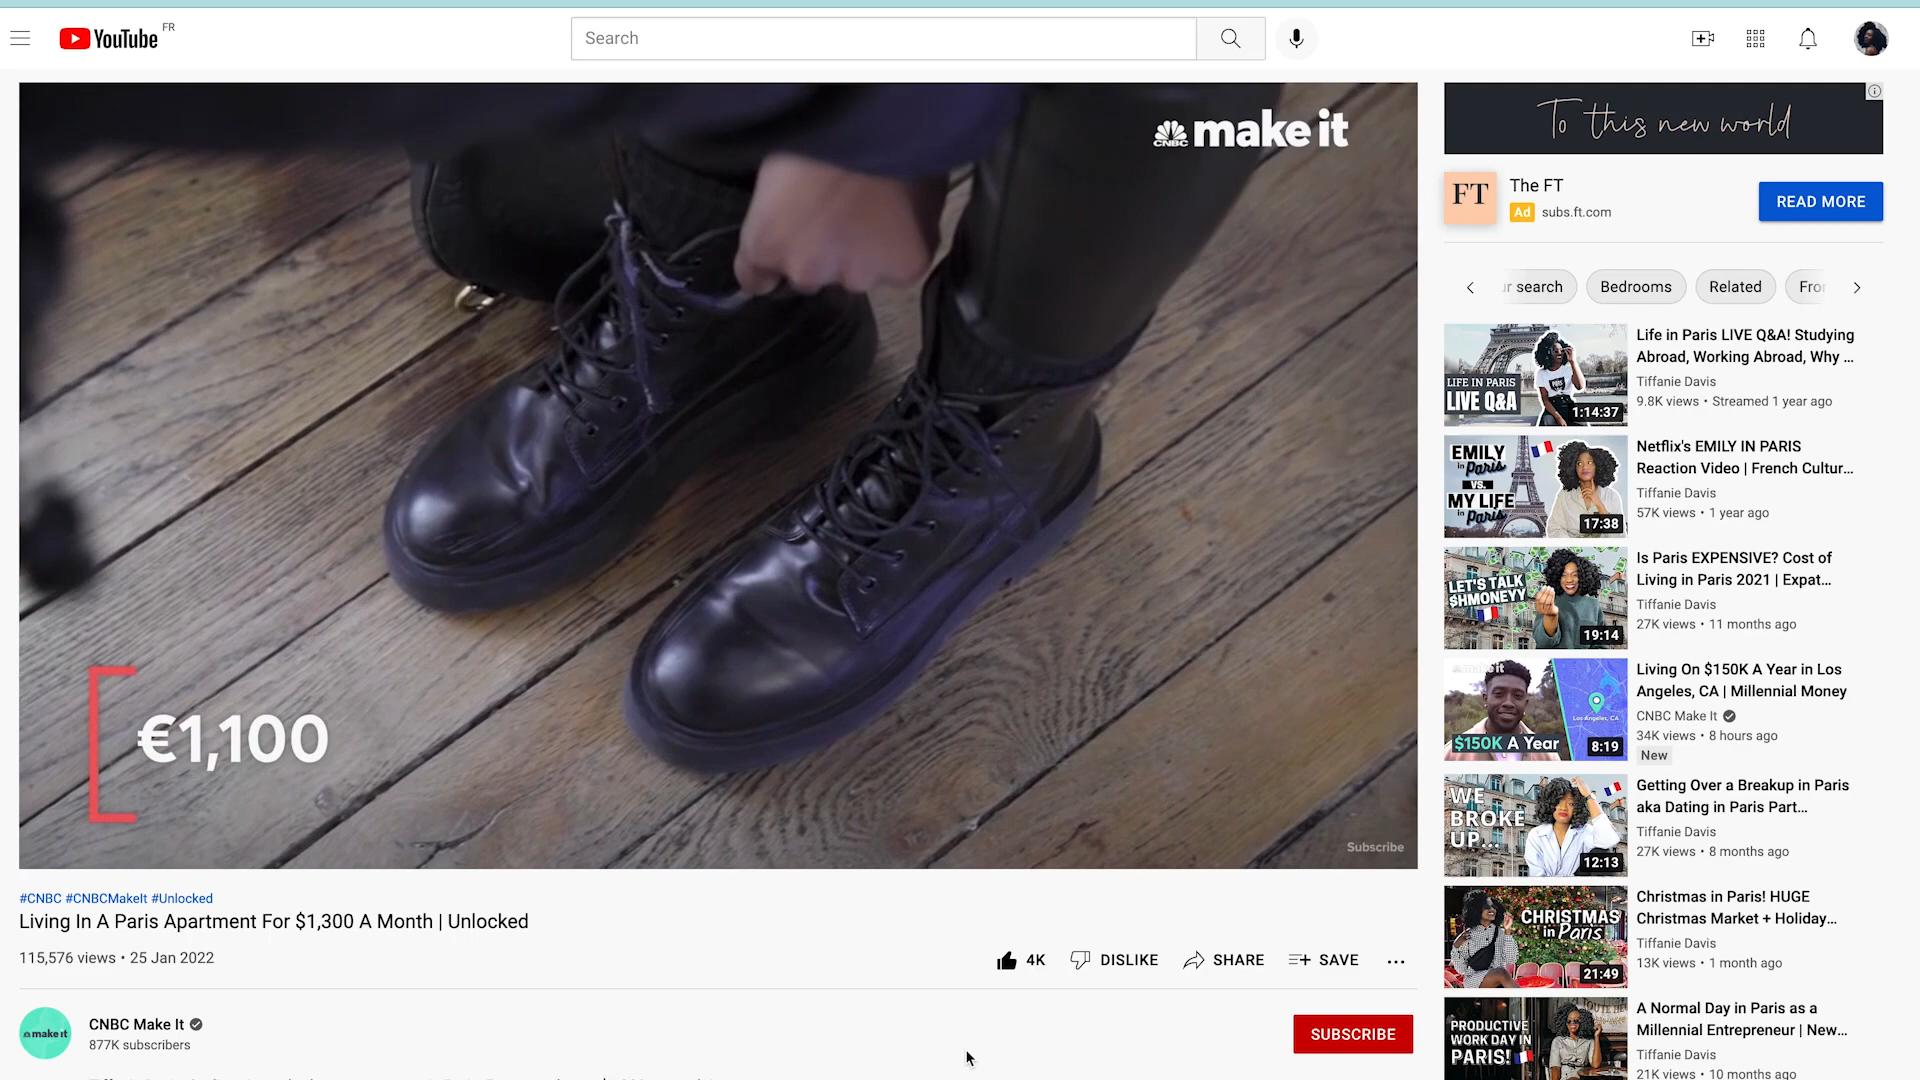 YouTube FR
Search
CNBC make it
€1,100
Subscribe
#CNBC #CNBCMakeIt #Unlocked
Living In A Paris Apartment For $1,300 A Month | Unlocked
115,576 views • 25 Jan 2022
4K DISLIKE SHARE SAVE
make it
CNBC Make It
877K subscribers
SUBSCRIBE
To this new world
FT
The FT
Ad subs.ft.com
READ MORE
search Bedrooms Related
LIFE IN PARIS
LIVE Q&A
1:14:37
Life in Paris LIVE Q&A! Studying
Abroad, Working Abroad, Why ...
Tiffanie Davis
9.8K views • Streamed 1 year ago
EMILY
in Paris
VS.
MY LIFE
in Paris
17:38
Netflix's EMILY IN PARIS
Reaction Video | French Cultur...
Tiffanie Davis
57K views • 1 year ago
LET'S TALK
$HMONEYY
19:14
Is Paris EXPENSIVE? Cost of
Living in Paris 2021 | Expat...
Tiffanie Davis
27K views • 11 months ago
make it
Los Angeles, CA
$150K A Year
8:19
Living On $150K A Year in Los
Angeles, CA | Millennial Money
CNBC Make It
34K views • 8 hours ago
New
WE
BROKE
UP...
12:13
Getting Over a Breakup in Paris
aka Dating in Paris Part...
Tiffanie Davis
27K views • 8 months ago
CHRISTMAS
in Paris
21:49
Christmas in Paris! HUGE
Christmas Market + Holiday...
Tiffanie Davis
13K views • 1 month ago
PRODUCTIVE
WORK DAY IN
PARIS!
A Normal Day in Paris as a
Millennial Entrepreneur | New...
Tiffanie Davis
21K views • 10 months ago